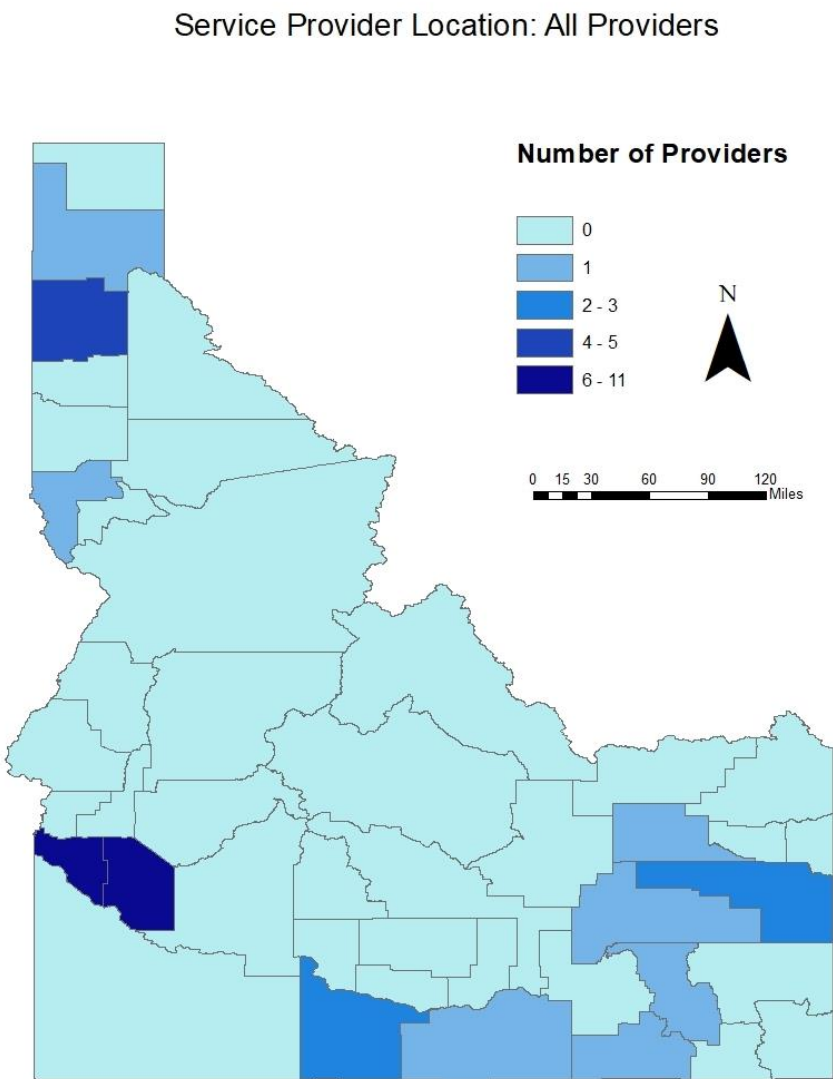 Service Provider Location: All Providers
Number of Providers
0
1
2 - 3
4 - 5
6 - 11
N
0 15 30 60 90 120
Miles